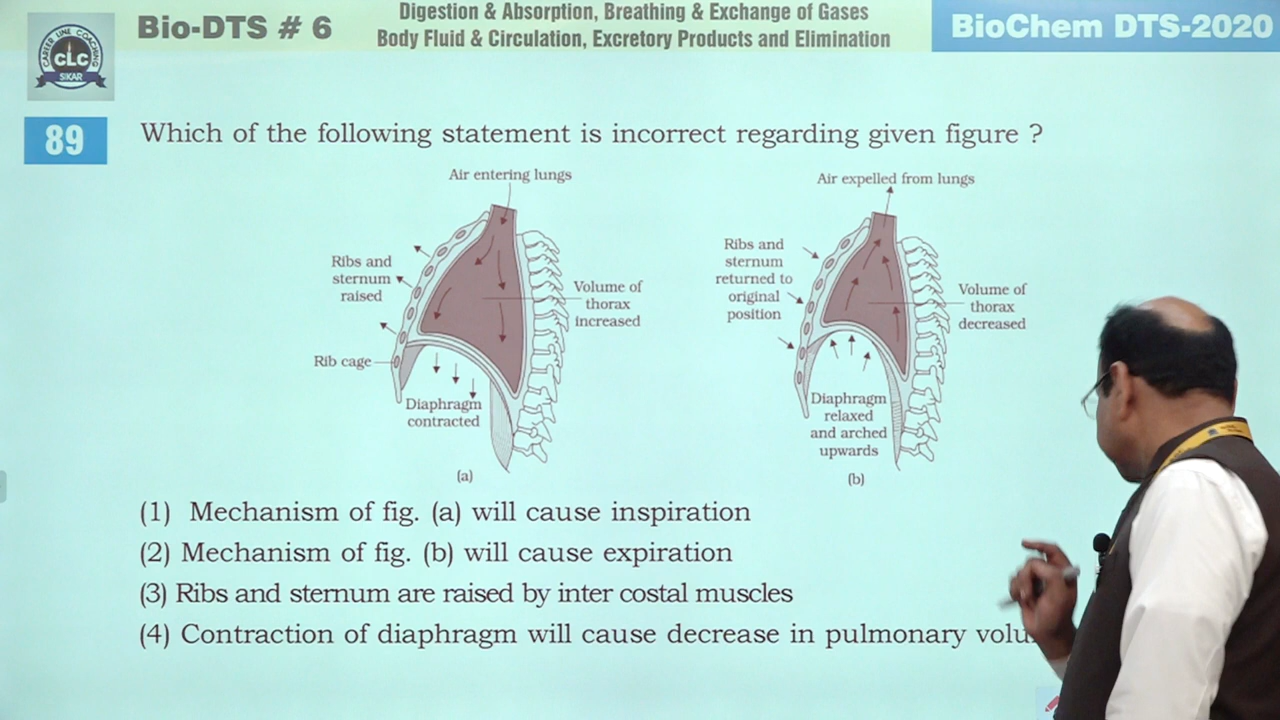 CAREER LINE COACHING
CLC
SIKAR
Bio-DTS # 6
Digestion & Absorption, Breathing & Exchange of Gases
Body Fluid & Circulation, Excretory Products and Elimination
BioChem DTS-2020
89
Which of the following statement is incorrect regarding given figure ?
Air entering lungs
Ribs and
sternum
raised
Volume of
thorax
increased
Rib cage
Diaphragm
contracted
(a)
Air expelled from lungs
Ribs and
sternum
returned to
original
position
Volume of
thorax
decreased
Diaphragm
relaxed
and arched
upwards
(b)
(1) Mechanism of fig. (a) will cause inspiration
(2) Mechanism of fig. (b) will cause expiration
(3) Ribs and sternum are raised by inter costal muscles
(4) Contraction of diaphragm will cause decrease in pulmonary